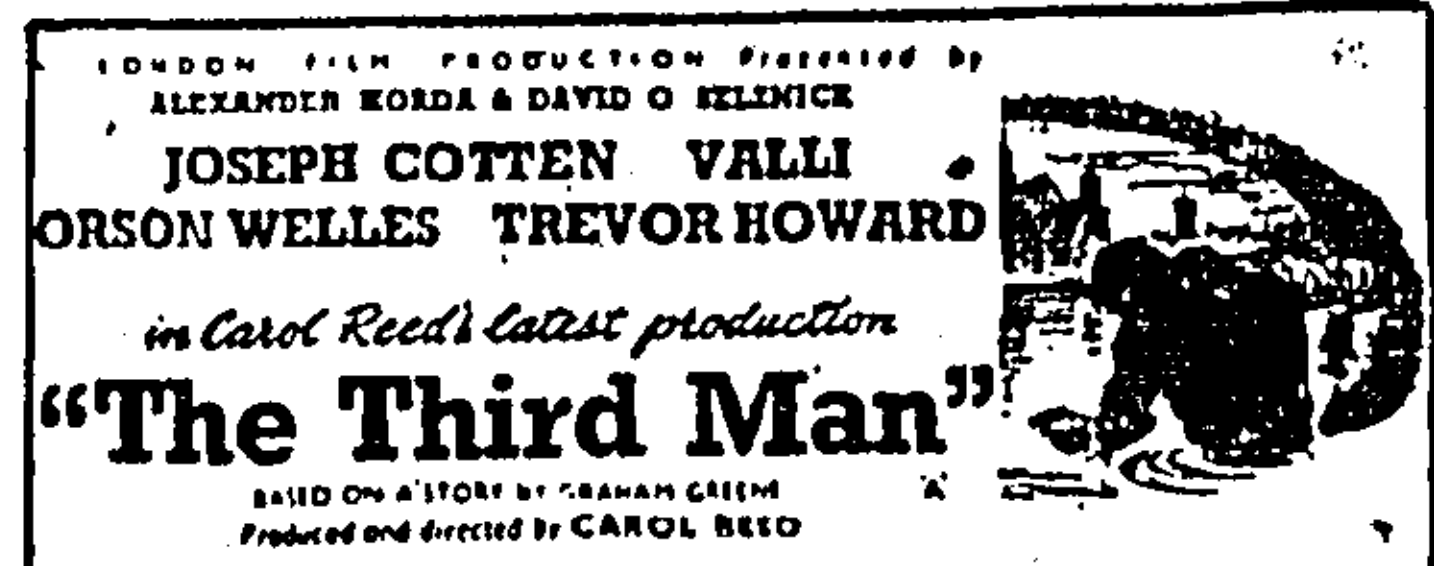 LONDON FILM PRODUCTION Presented by
ALEXANDER KORDA & DAVID O SELZNICK
JOSEPH COTTEN VALLI
ORSON WELLES TREVOR HOWARD
in Carol Reed's latest production
“The Third Man”
BASED ON A STORY BY GRAHAM GREENE 'A'
Produced and directed by CAROL REED